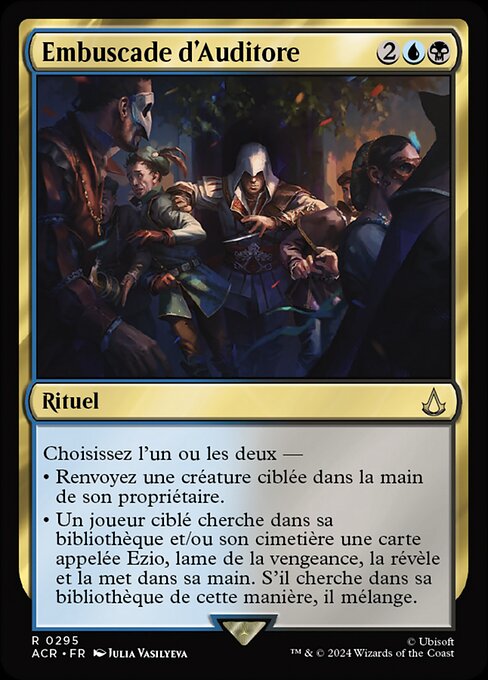 Embuscade d'Auditore 2
Rituel
Choisissez l'un ou les deux —
• Renvoyez une créature ciblée dans la main
de son propriétaire.
• Un joueur ciblé cherche dans sa
bibliothèque et/ou son cimetière une carte
appelée Ezio, lame de la vengeance, la révèle
et la met dans sa main. S'il cherche dans sa
bibliothèque de cette manière, il mélange.
R 0295
ACR • FR Julia Vasilyeva
© Ubisoft
™ & © 2024 Wizards of the Coast